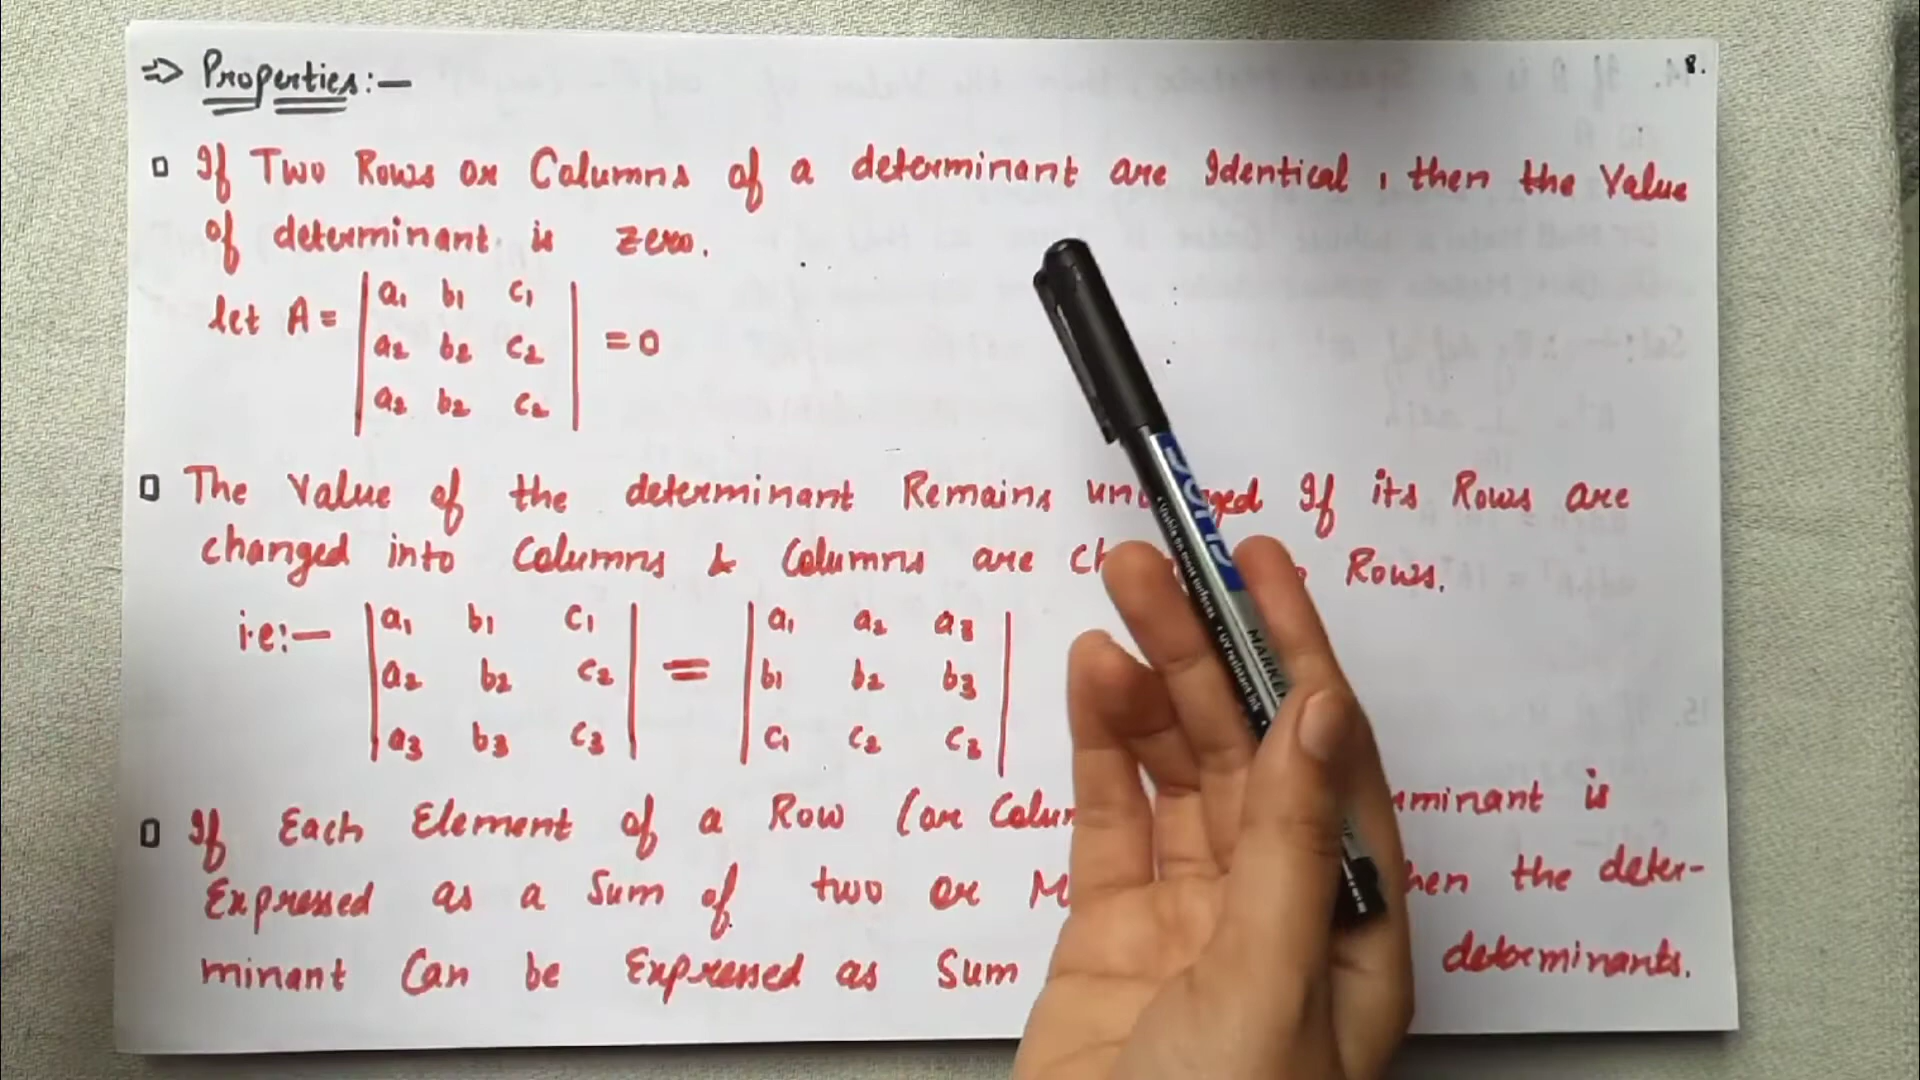 8.
⇒ Properties:-
▫ If Two Rows or Columns of a determinant are Identical, then the Value
of determinant is zero.
let A = | a₁ b₁ c₁ |
| a₂ b₂ c₂ | = 0
| a₂ b₂ c₂ |
▫ The Value of the determinant Remains If its Rows are
changed into Columns & Columns are Rows.
i.e:- | a₁ b₁ c₁ | | a₁ a₂ a₃ |
| a₂ b₂ c₂ | = | b₁ b₂ b₃ |
| a₃ b₃ c₃ | | c₁ c₂ c₃ |
▫ If Each Element of a Row (or is
Expressed as a Sum of two or the deter-
minant Can be Expressed as Sum determinants.
MARKER